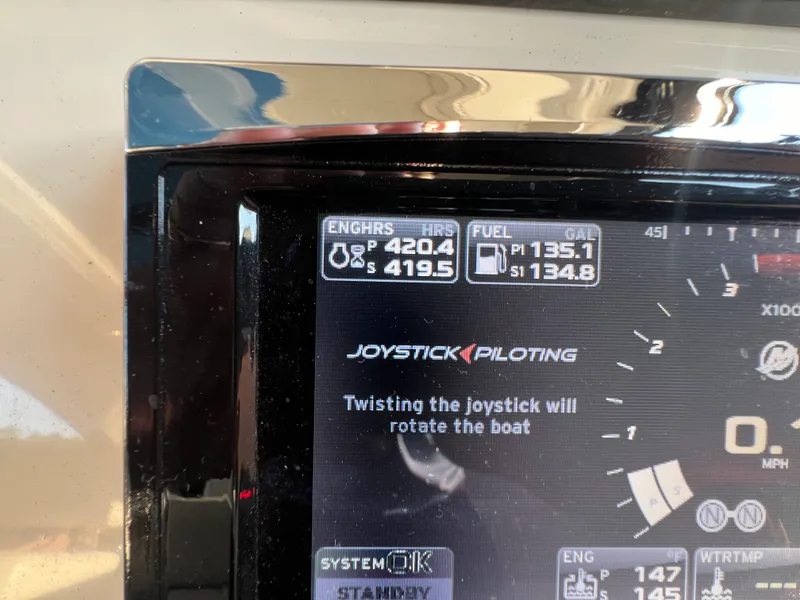 ENGHRS HRS
P 420.4
S 419.5
FUEL GAL
P1 135.1
S1 134.8
45
3
X100
2
JOYSTICK PILOTING
Twisting the joystick will
rotate the boat
1
0.
MPH
P S
N N
SYSTEM OK
STANDBY
ENG °F
P 147
S 145
WTRTMP
---